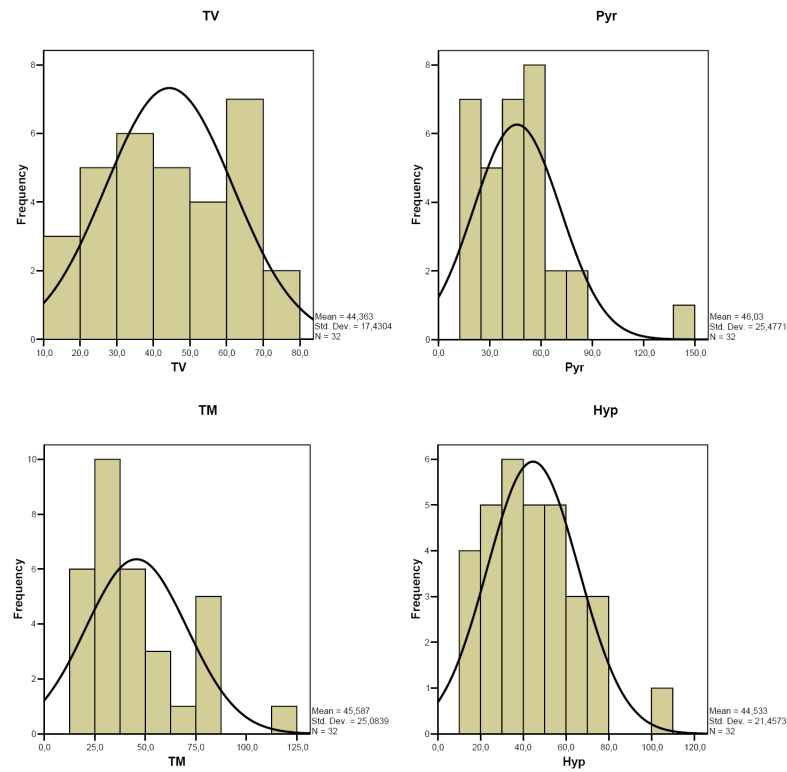 TV
Frequency
8
6
4
2
0
10,0 20,0 30,0 40,0 50,0 60,0 70,0 80,0
TV
Mean = 44,363
Std. Dev. = 17,4304
N = 32
Pyr
Frequency
8
6
4
2
0
0,0 30,0 60,0 90,0 120,0 150,0
Pyr
Mean = 46,03
Std. Dev. = 25,4771
N = 32
TM
Frequency
10
8
6
4
2
0
0,0 25,0 50,0 75,0 100,0 125,0
TM
Mean = 45,587
Std. Dev. = 25,0839
N = 32
Hyp
Frequency
6
5
4
3
2
1
0
0,0 20,0 40,0 60,0 80,0 100,0 120,0
Hyp
Mean = 44,533
Std. Dev. = 21,4573
N = 32